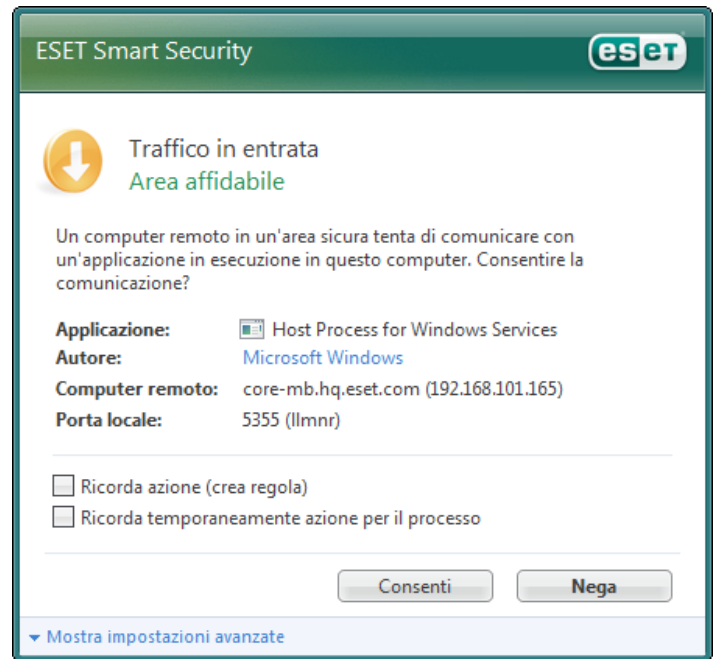 ESET Smart Security
eseT
Traffico in entrata
Area affidabile
Un computer remoto in un'area sicura tenta di comunicare con
un'applicazione in esecuzione in questo computer. Consentire la
comunicazione?
Applicazione: Host Process for Windows Services
Autore: Microsoft Windows
Computer remoto: core-mb.hq.eset.com (192.168.101.165)
Porta locale: 5355 (llmnr)
Ricorda azione (crea regola)
Ricorda temporaneamente azione per il processo
Consenti Nega
Mostra impostazioni avanzate